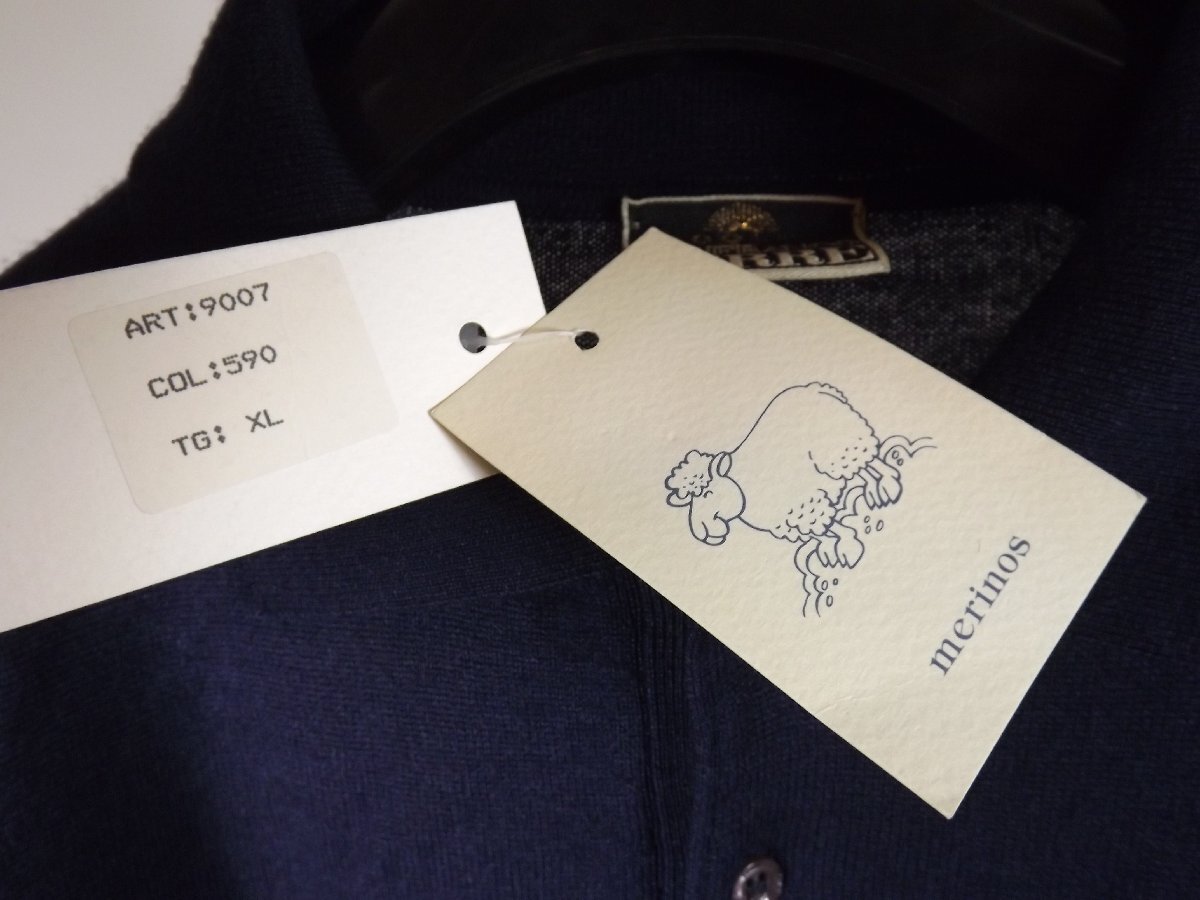 ART:9007
COL:590
TG: XL
merinos